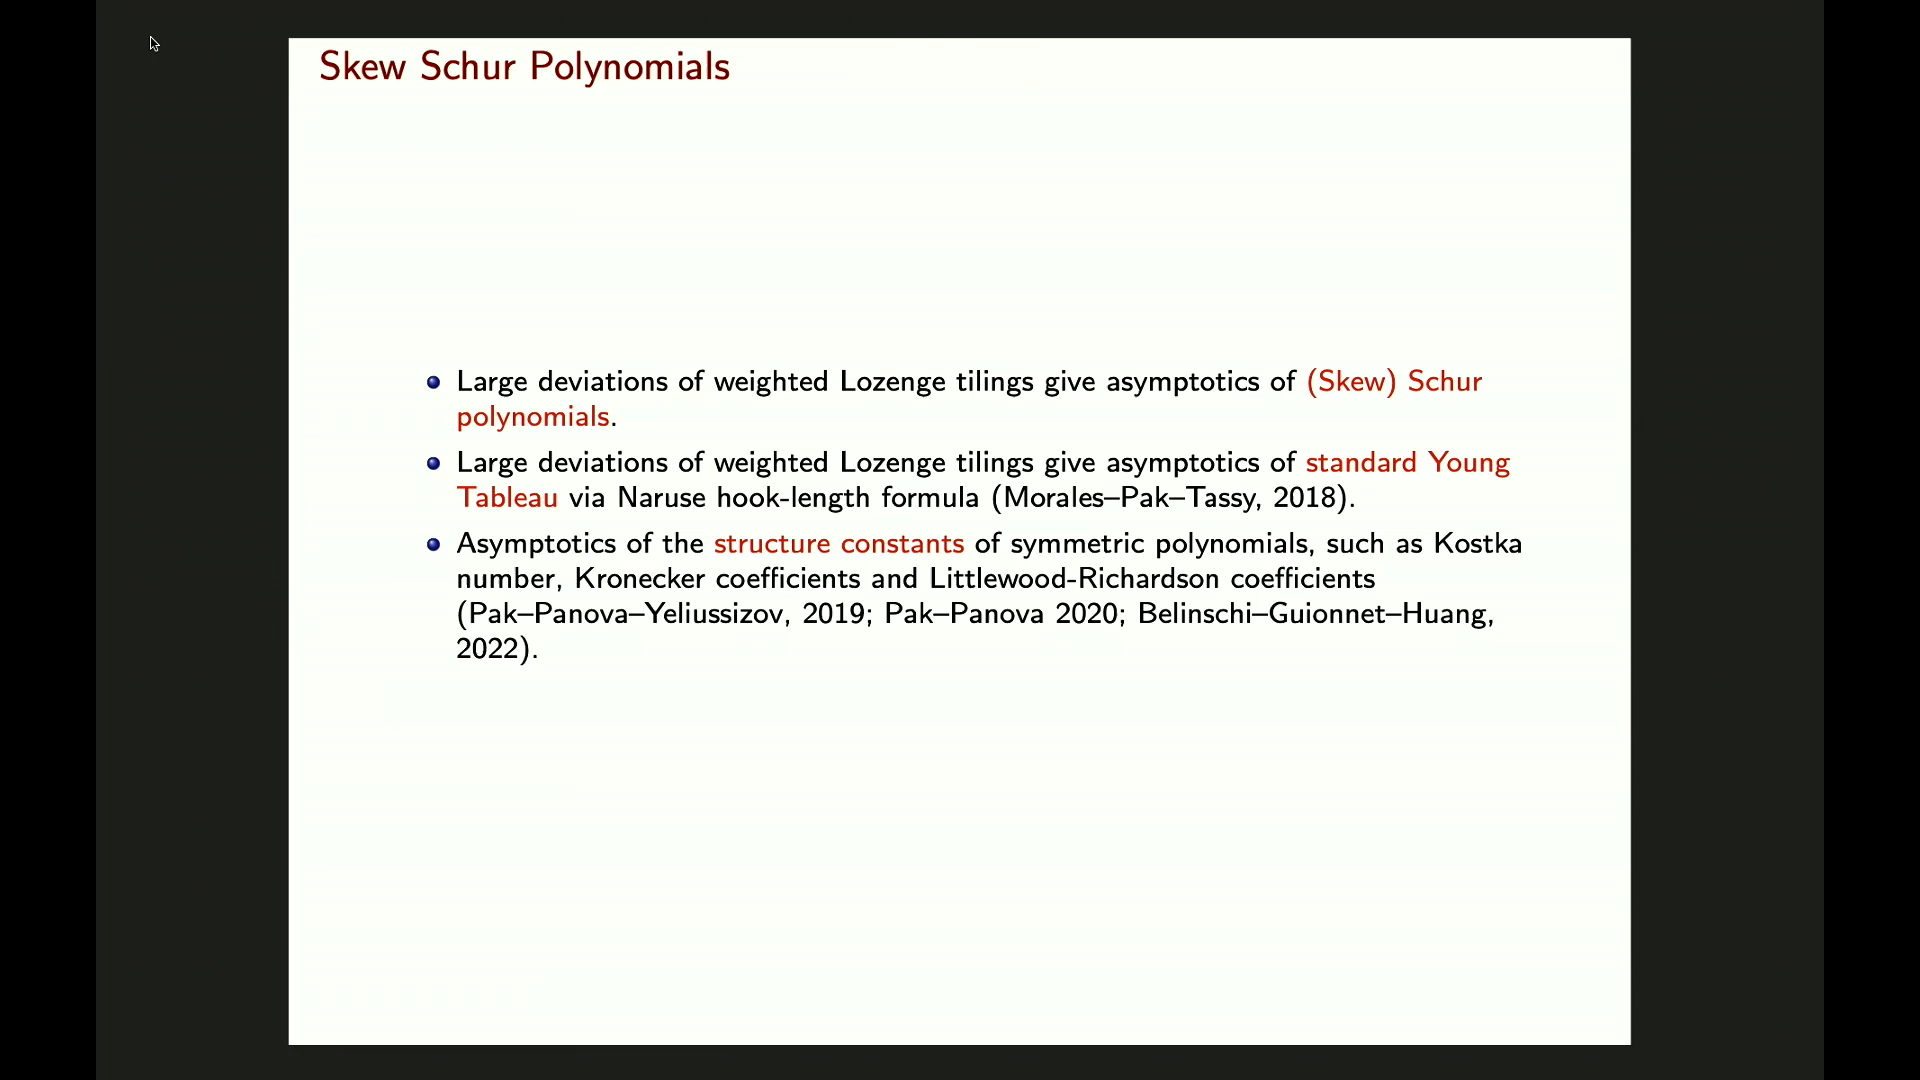 Skew Schur Polynomials
Large deviations of weighted Lozenge tilings give asymptotics of (Skew) Schur
polynomials.
Large deviations of weighted Lozenge tilings give asymptotics of standard Young
Tableau via Naruse hook-length formula (Morales–Pak–Tassy, 2018).
Asymptotics of the structure constants of symmetric polynomials, such as Kostka
number, Kronecker coefficients and Littlewood-Richardson coefficients
(Pak–Panova–Yeliussizov, 2019; Pak–Panova 2020; Belinschi–Guionnet–Huang,
2022).